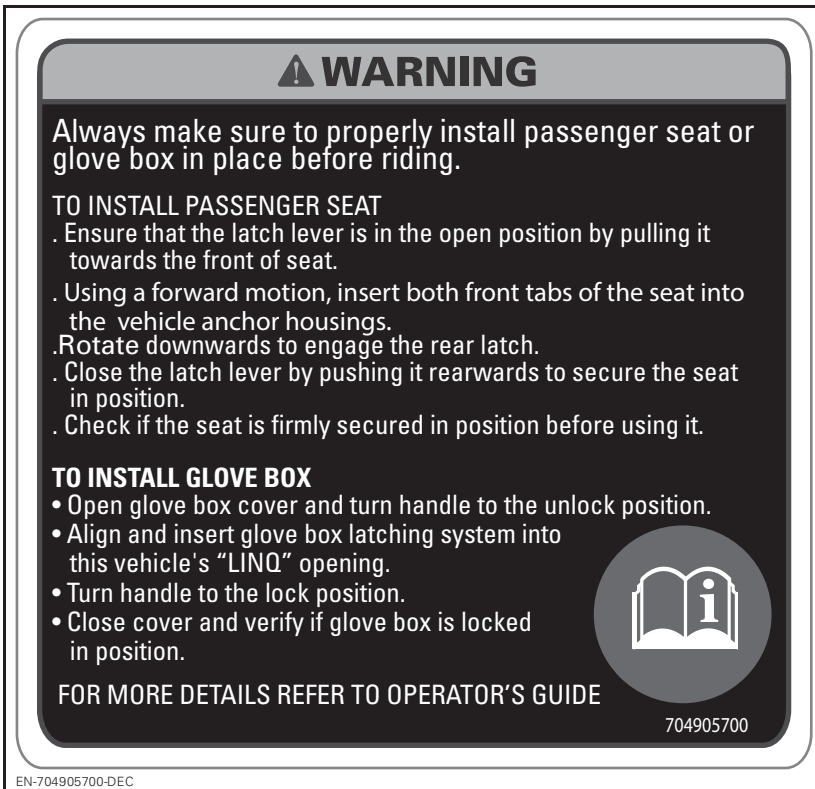 WARNING
Always make sure to properly install passenger seat or
glove box in place before riding.
TO INSTALL PASSENGER SEAT
. Ensure that the latch lever is in the open position by pulling it
towards the front of seat.
. Using a forward motion, insert both front tabs of the seat into
the vehicle anchor housings.
.Rotate downwards to engage the rear latch.
. Close the latch lever by pushing it rearwards to secure the seat
in position.
. Check if the seat is firmly secured in position before using it.
TO INSTALL GLOVE BOX
• Open glove box cover and turn handle to the unlock position.
• Align and insert glove box latching system into
this vehicle's “LINQ” opening.
• Turn handle to the lock position.
• Close cover and verify if glove box is locked
in position.
FOR MORE DETAILS REFER TO OPERATOR’S GUIDE
704905700
EN-704905700-DEC